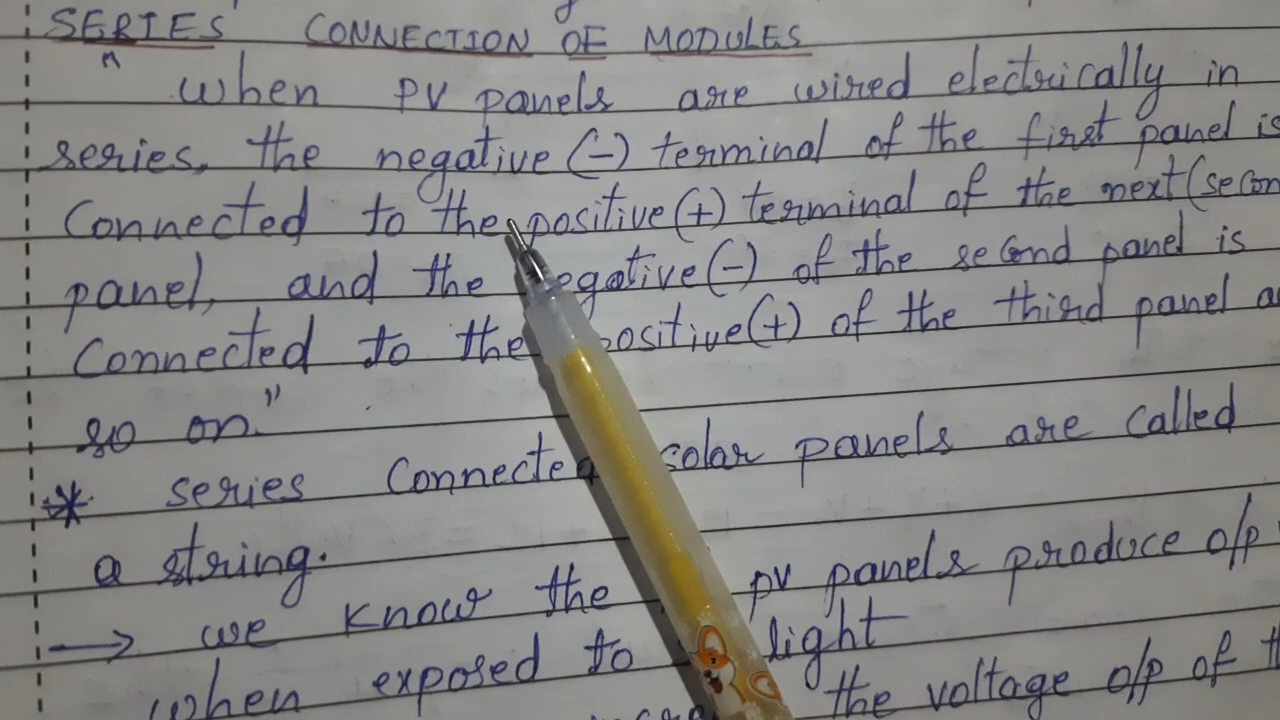 SERIES CONNECTION OF MODULES
" when PV panels are wired electrically in
series, the negative (-) terminal of the first panel is
Connected to the positive (+) terminal of the next (secon
panel, and the egative (-) of the second panel is
Connected to the ositive (+) of the third panel a
so on."
* series Connected solar panels are called
a string.
→ we know the PV panels produce o/p
when exposed to light
the voltage o/p of